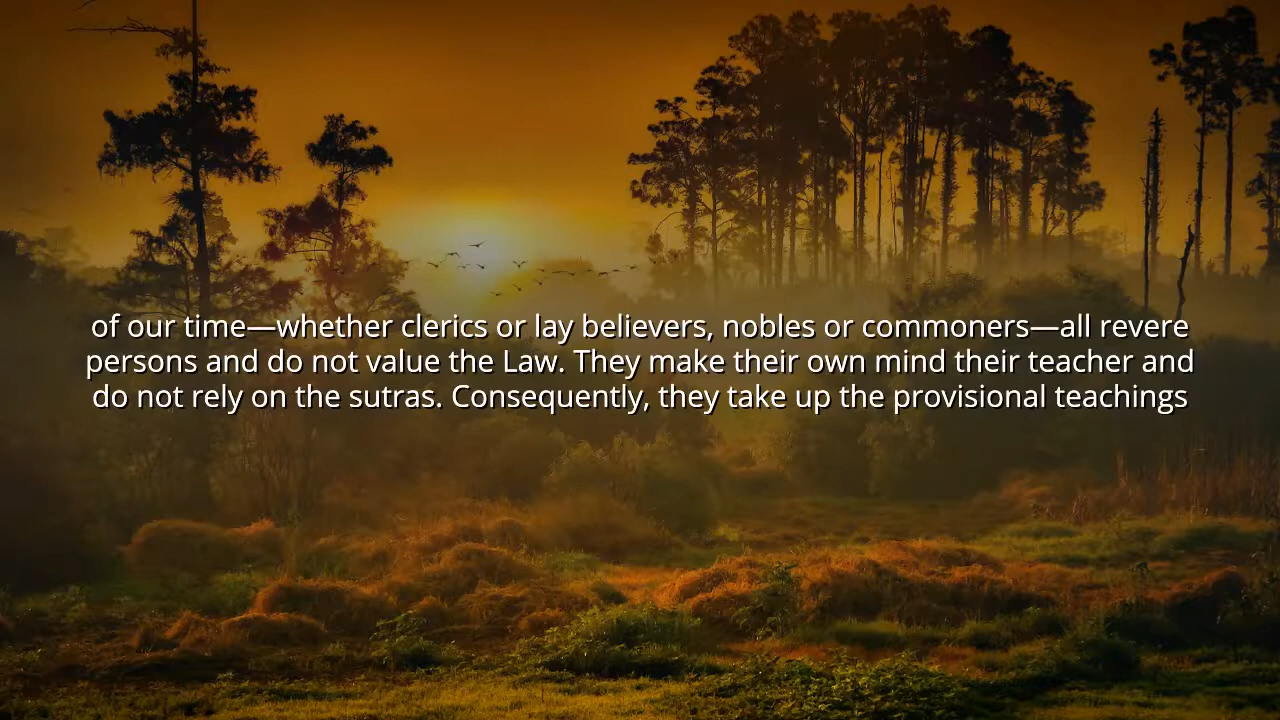 of our time—whether clerics or lay believers, nobles or commoners—all revere
persons and do not value the Law. They make their own mind their teacher and
do not rely on the sutras. Consequently, they take up the provisional teachings